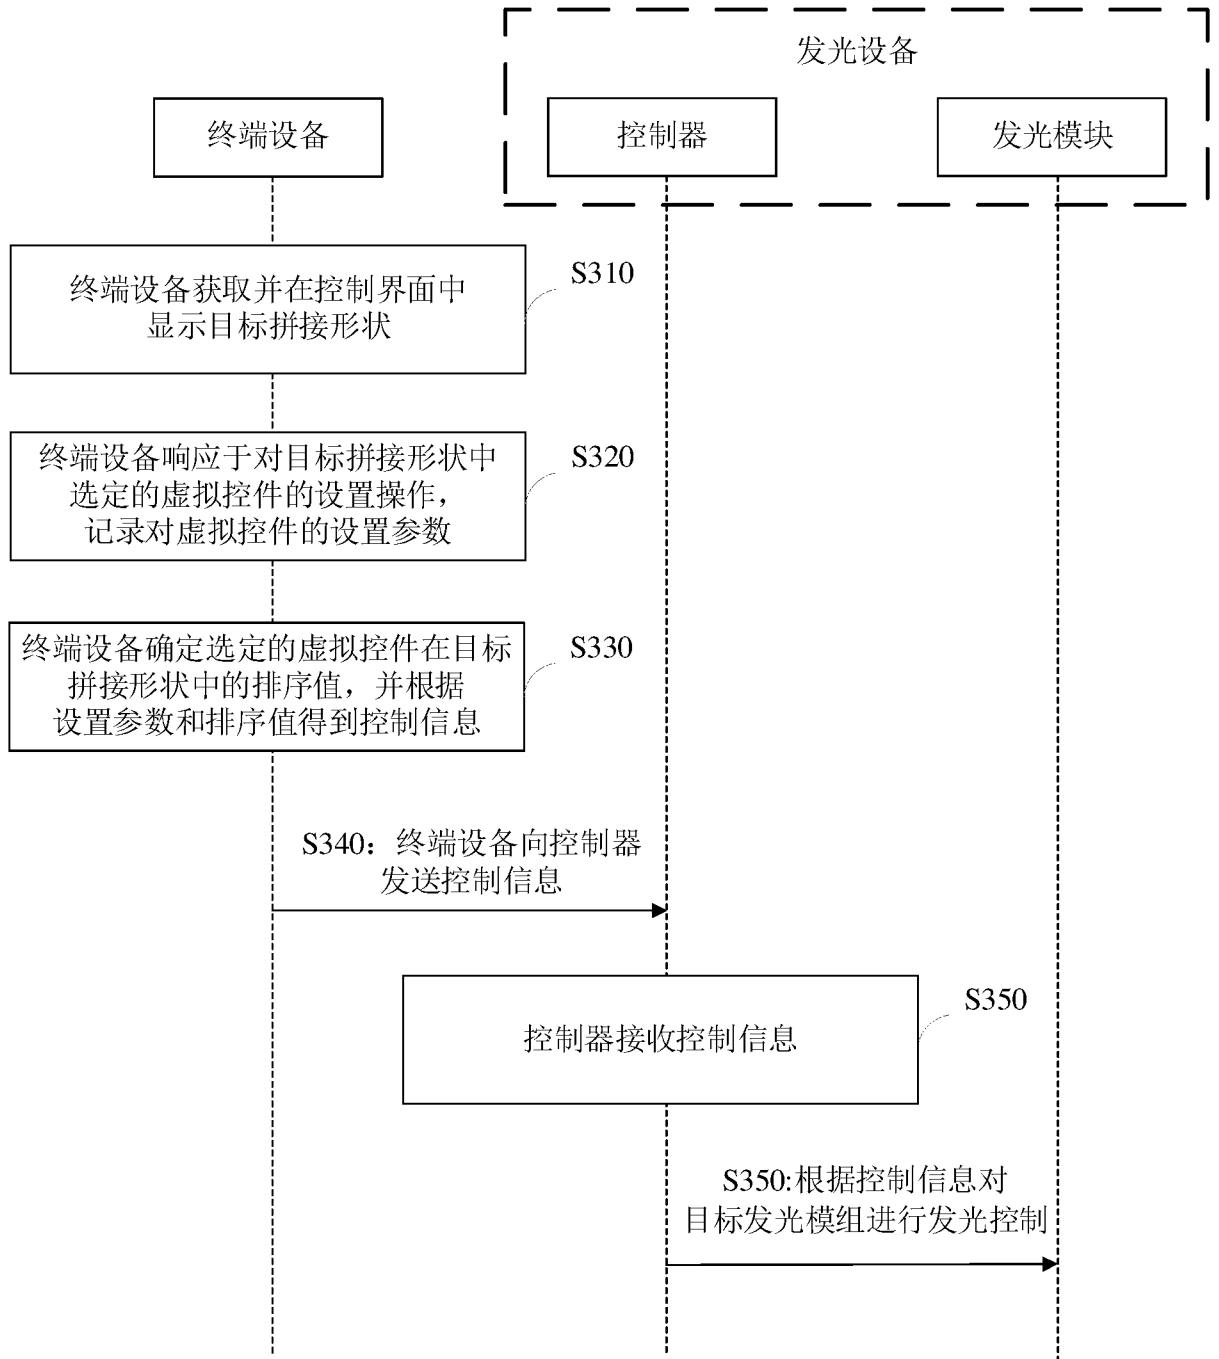 发光设备
终端设备
控制器
发光模块
终端设备获取并在控制界面中
显示目标拼接形状
S310
终端设备响应于对目标拼接形状中
选定的虚拟控件的设置操作，
记录对虚拟控件的设置参数
S320
终端设备确定选定的虚拟控件在目标
拼接形状中的排序值，并根据
设置参数和排序值得到控制信息
S330
S340：终端设备向控制器
发送控制信息
控制器接收控制信息
S350
S350:根据控制信息对
目标发光模组进行发光控制